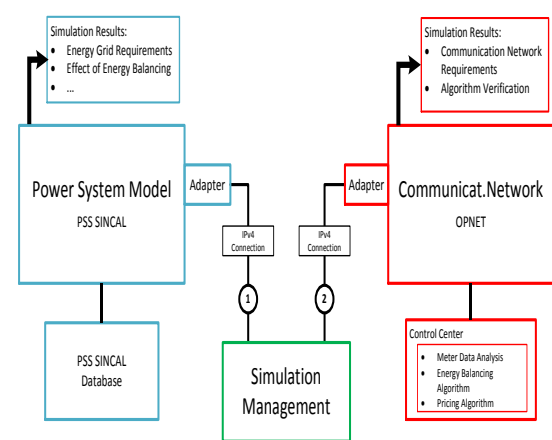 Simulation Results:
• Energy Grid Requirements
• Effect of Energy Balancing
• ...
Simulation Results:
• Communication Network
Requirements
• Algorithm Verification
Power System Model
PSS SINCAL
Adapter
Adapter
Communicat.Network
OPNET
IPv4
Connection
IPv4
Connection
1
2
PSS SINCAL
Database
Simulation
Management
Control Center
• Meter Data Analysis
• Energy Balancing
Algorithm
• Pricing Algorithm